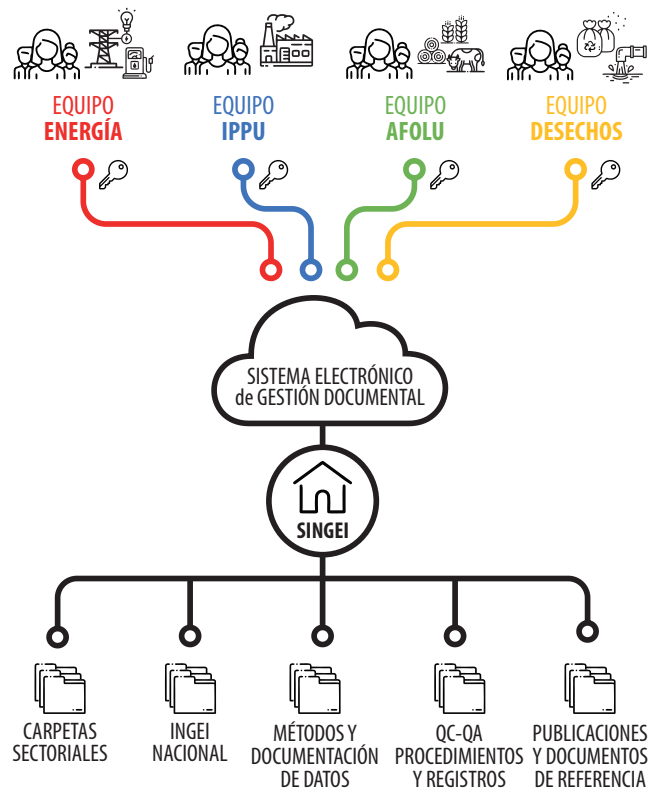 EQUIPO
ENERGÍA
EQUIPO
IPPU
EQUIPO
AFOLU
EQUIPO
DESECHOS
SISTEMA ELECTRÓNICO
de GESTIÓN DOCUMENTAL
SINGEI
CARPETAS
SECTORIALES
INGEI
NACIONAL
MÉTODOS Y
DOCUMENTACIÓN
DE DATOS
QC-QA
PROCEDIMIENTOS
Y REGISTROS
PUBLICACIONES
Y DOCUMENTOS
DE REFERENCIA